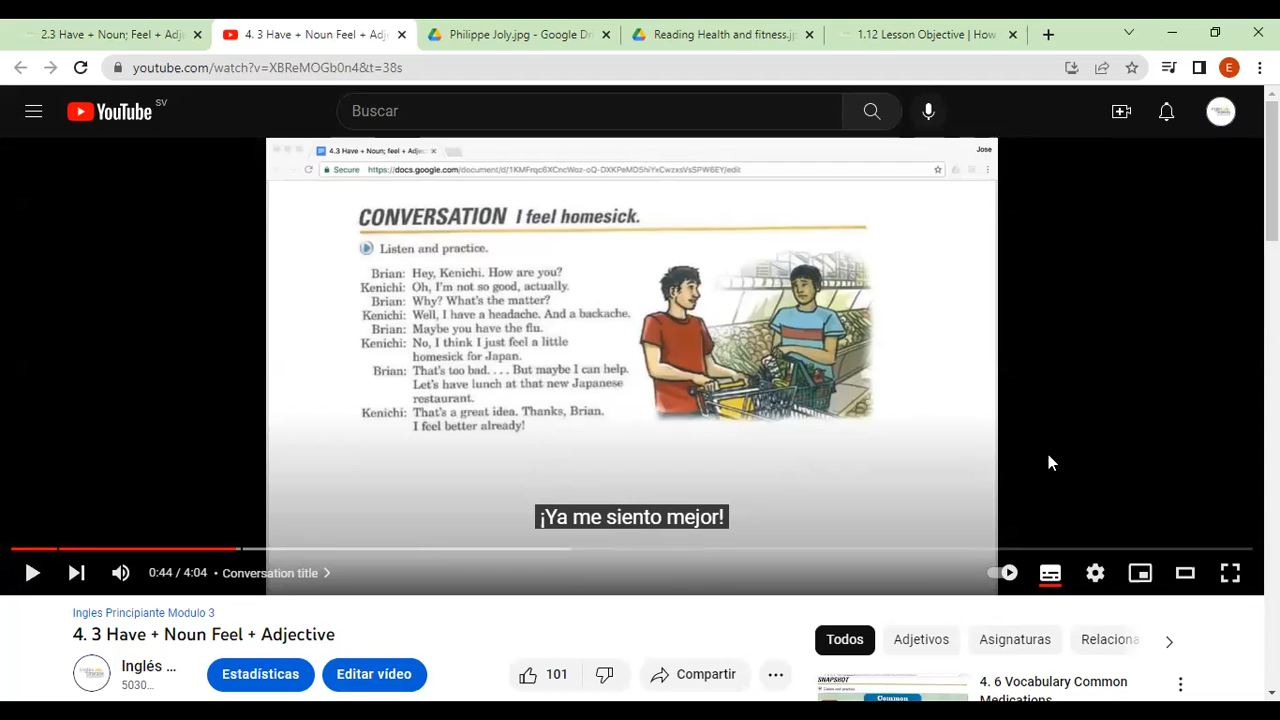 2.3 Have + Noun; Feel + Adje
4. 3 Have + Noun Feel + Adj
Philippe Joly.jpg - Google Dri
Reading Health and fitness.jp
1.12 Lesson Objective | How
youtube.com/watch?v=XBReMOGb0n4&t=38s
E
YouTube SV
Buscar
4.3 Have + Noun; feel + Adjec
Jose
Secure
CONVERSATION I feel homesick.
Listen and practice.
Brian: Hey, Kenichi. How are you?
Kenichi: Oh, I'm not so good, actually.
Brian: Why? What's the matter?
Kenichi: Well, I have a headache. And a backache.
Brian: Maybe you have the flu.
Kenichi: No, I think I just feel a little
homesick for Japan.
Brian: That's too bad. . . . But maybe I can help.
Let's have lunch at that new Japanese
restaurant.
Kenichi: That's a great idea. Thanks, Brian.
I feel better already!
¡Ya me siento mejor!
0:44 / 4:04 • Conversation title
Ingles Principiante Modulo 3
4. 3 Have + Noun Feel + Adjective
Inglés ...
5030...
Estadísticas
Editar vídeo
101
Compartir
Todos
Adjetivos
Asignaturas
Relaciona
SNAPSHOT
Common
4. 6 Vocabulary Common
Medications